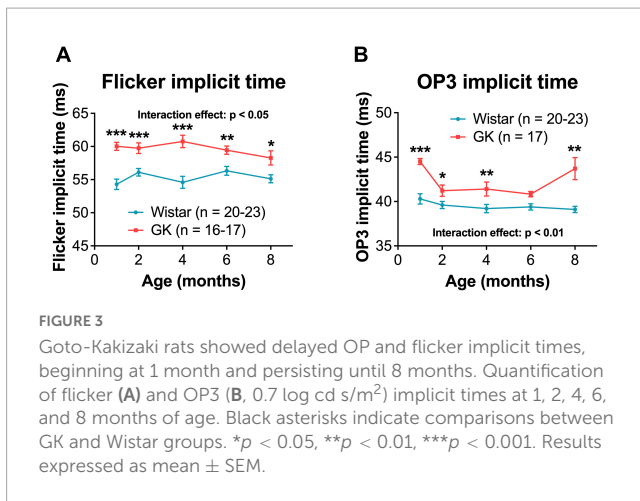 A
Flicker implicit time
Flicker implicit time (ms)
65
60
55
50
45
Interaction effect: p < 0.05
*** *** *** ** *
Wistar (n = 20-23)
GK (n = 16-17)
0 2 4 6 8
Age (months)
B
OP3 implicit time
OP3 implicit time (ms)
50
45
40
35
Wistar (n = 20-23)
GK (n = 17)
*** * ** **
Interaction effect: p < 0.01
0 2 4 6 8
Age (months)
FIGURE 3
Goto-Kakizaki rats showed delayed OP and flicker implicit times,
beginning at 1 month and persisting until 8 months. Quantification
of flicker (A) and OP3 (B, 0.7 log cd s/m²) implicit times at 1, 2, 4, 6,
and 8 months of age. Black asterisks indicate comparisons between
GK and Wistar groups. *p < 0.05, **p < 0.01, ***p < 0.001. Results
expressed as mean ± SEM.